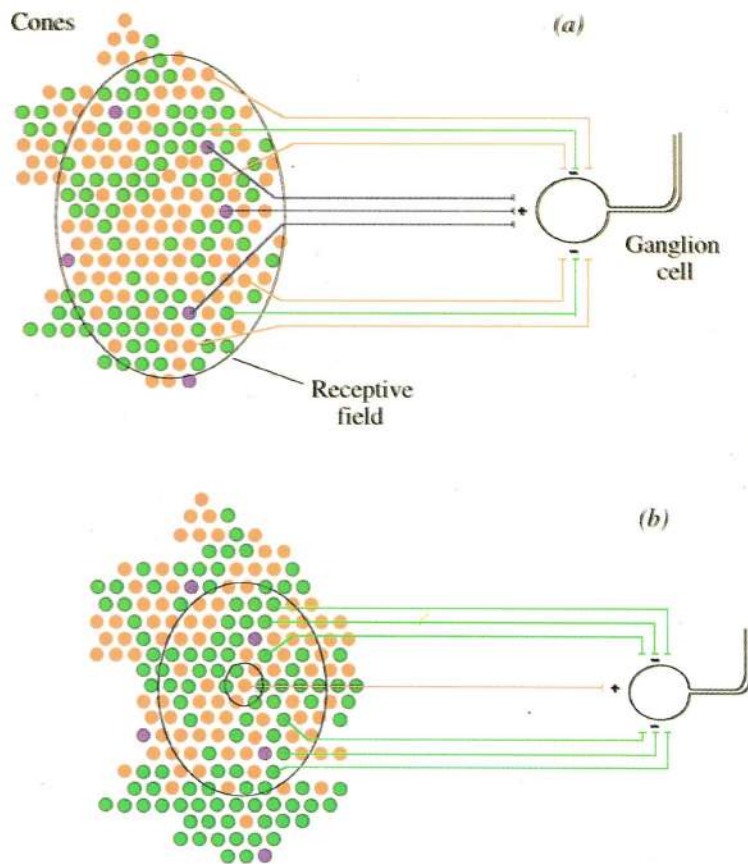 Cones
(a)
-
+
-
Ganglion
cell
Receptive
field
(b)
-
+
-